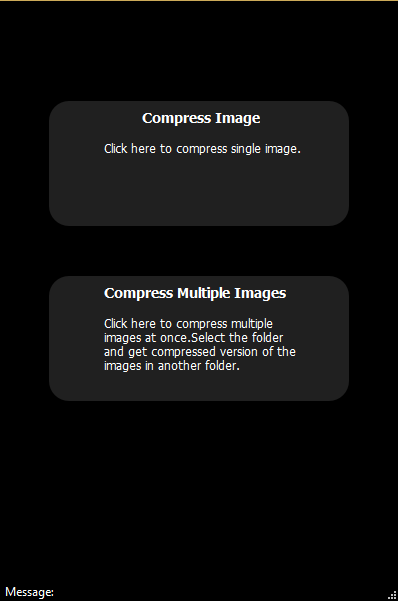 Compress Image
Click here to compress single image.
Compress Multiple Images
Click here to compress multiple
images at once.Select the folder
and get compressed version of the
images in another folder.
Message: